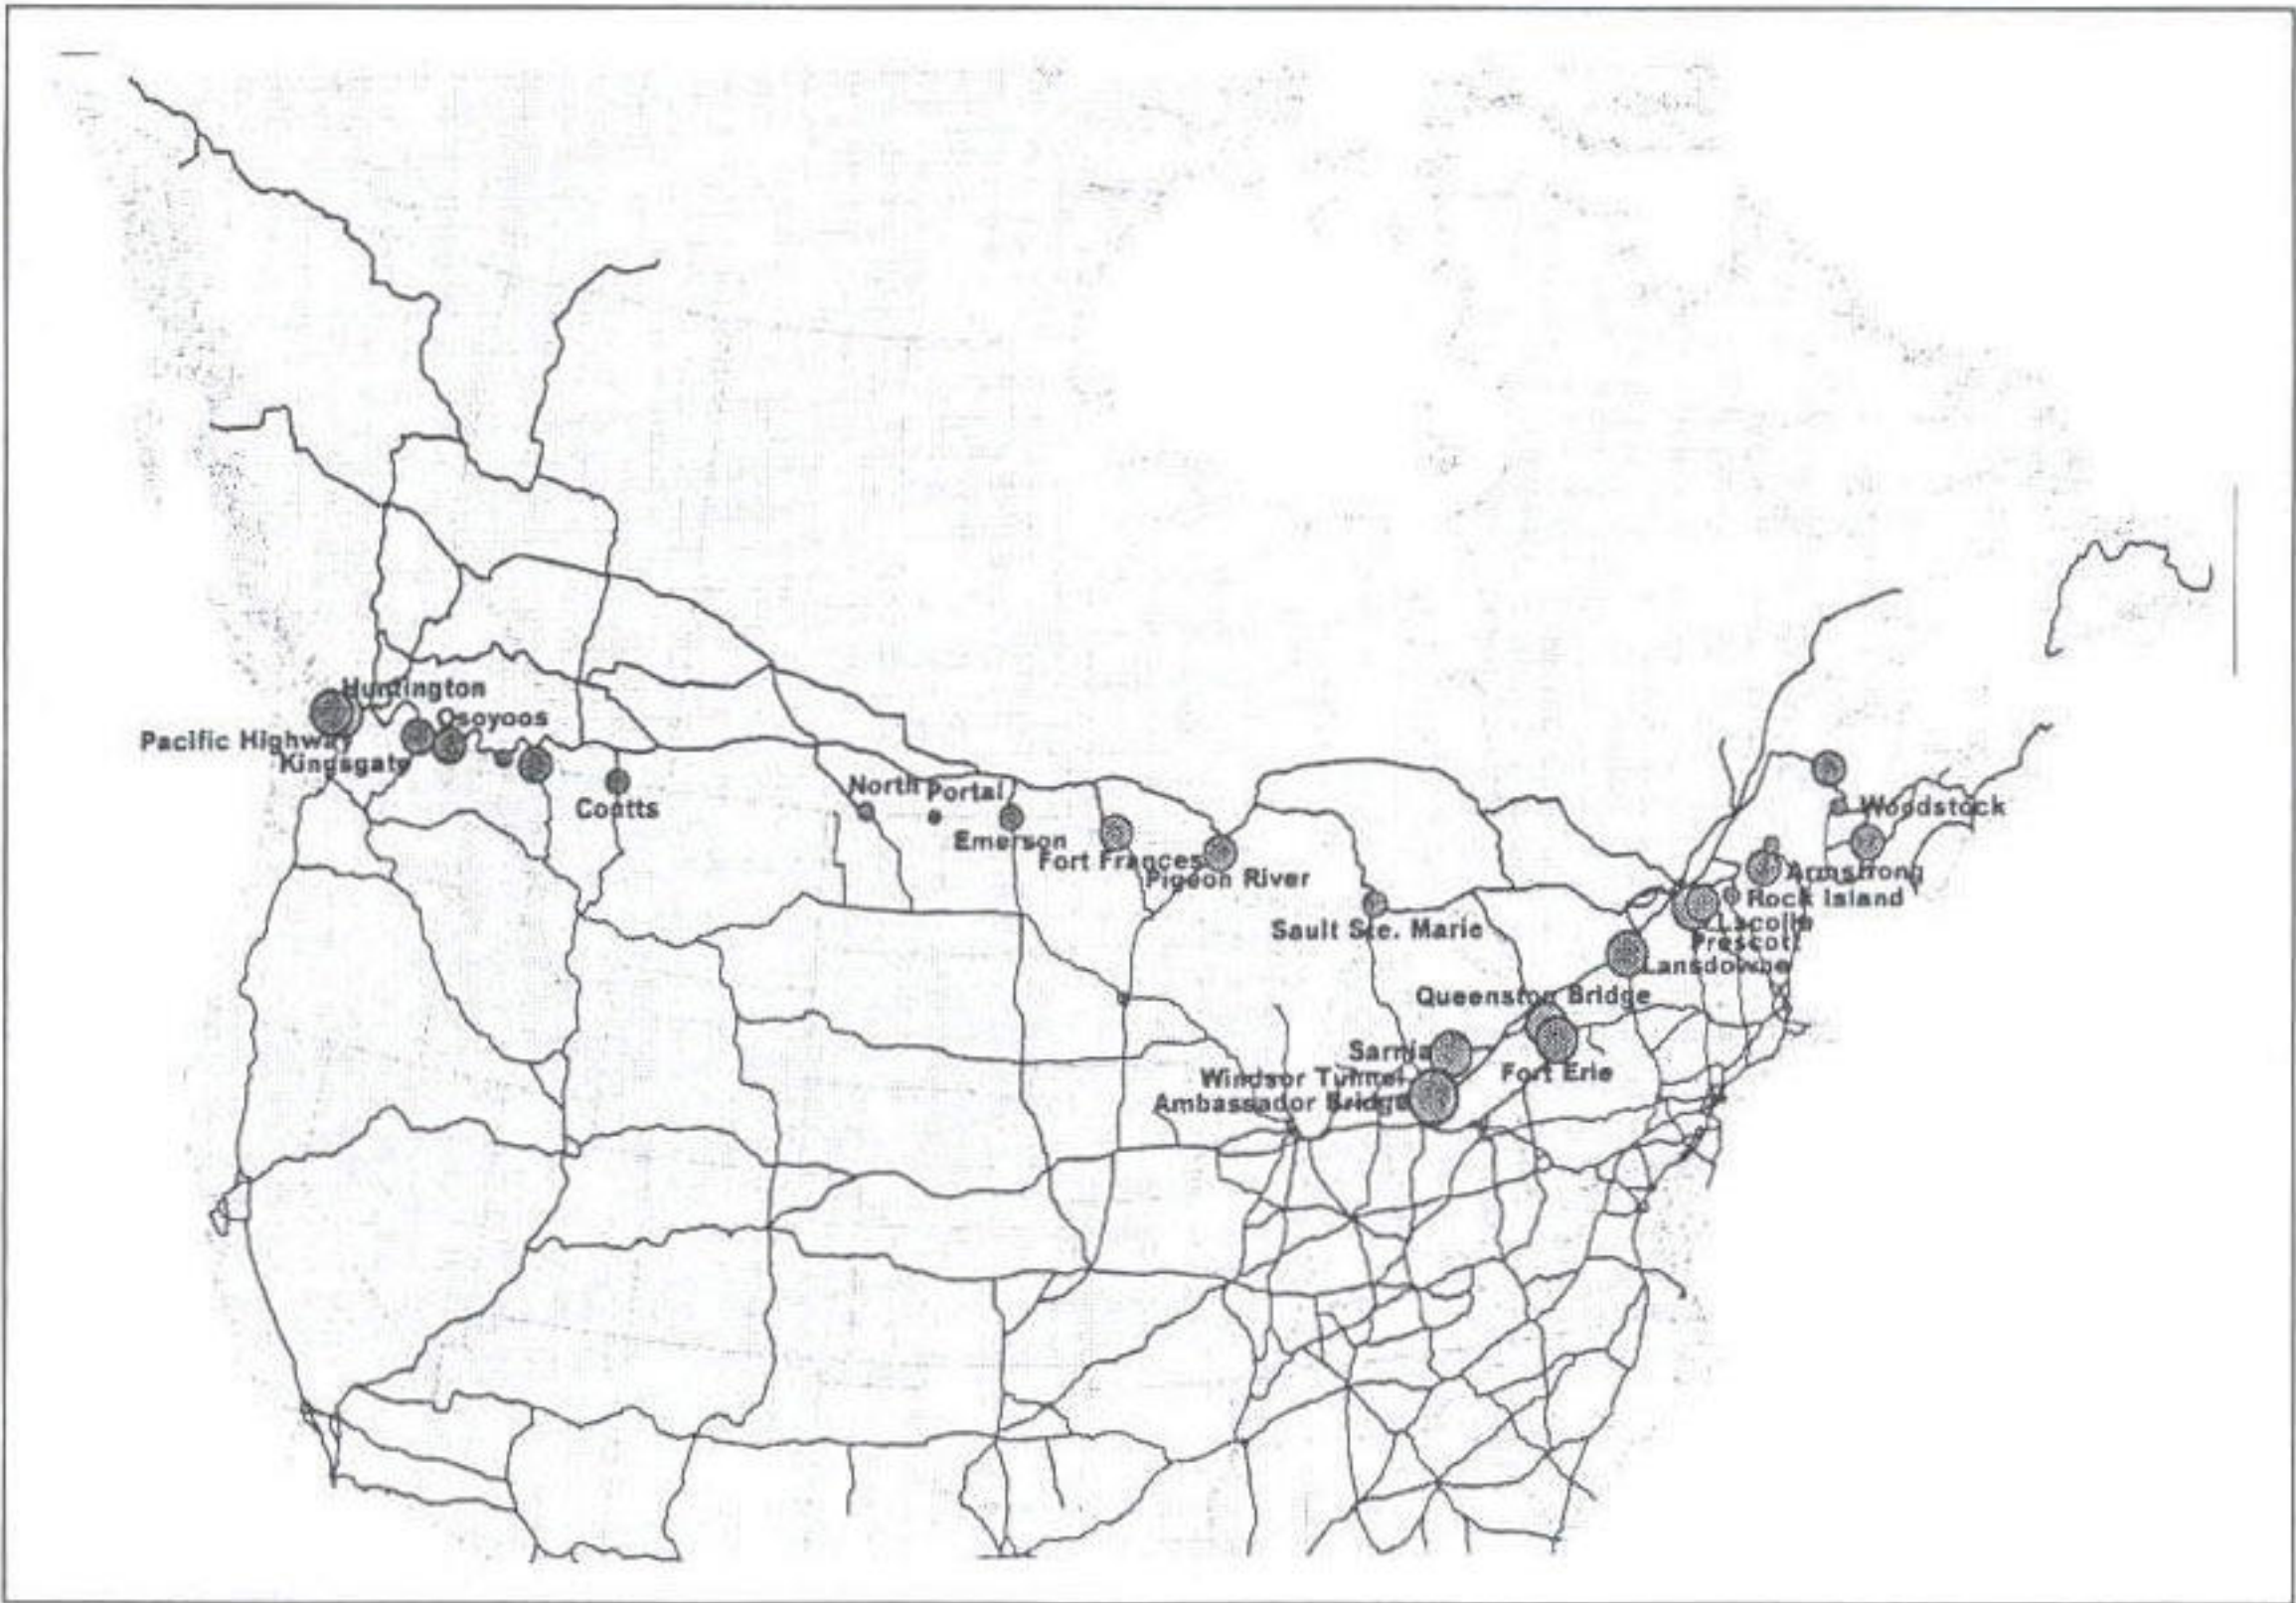 Huntington
Osoyoos
Pacific Highway
Kingsgate
Coutts
North Portal
Emerson
Fort Frances
Pigeon River
Sault Ste. Marie
Woodstock
Armstrong
Rock Island
Lacolle
Prescott
Lansdowne
Queenston Bridge
Sarnia
Fort Erie
Windsor Tunnel
Ambassador Bridge